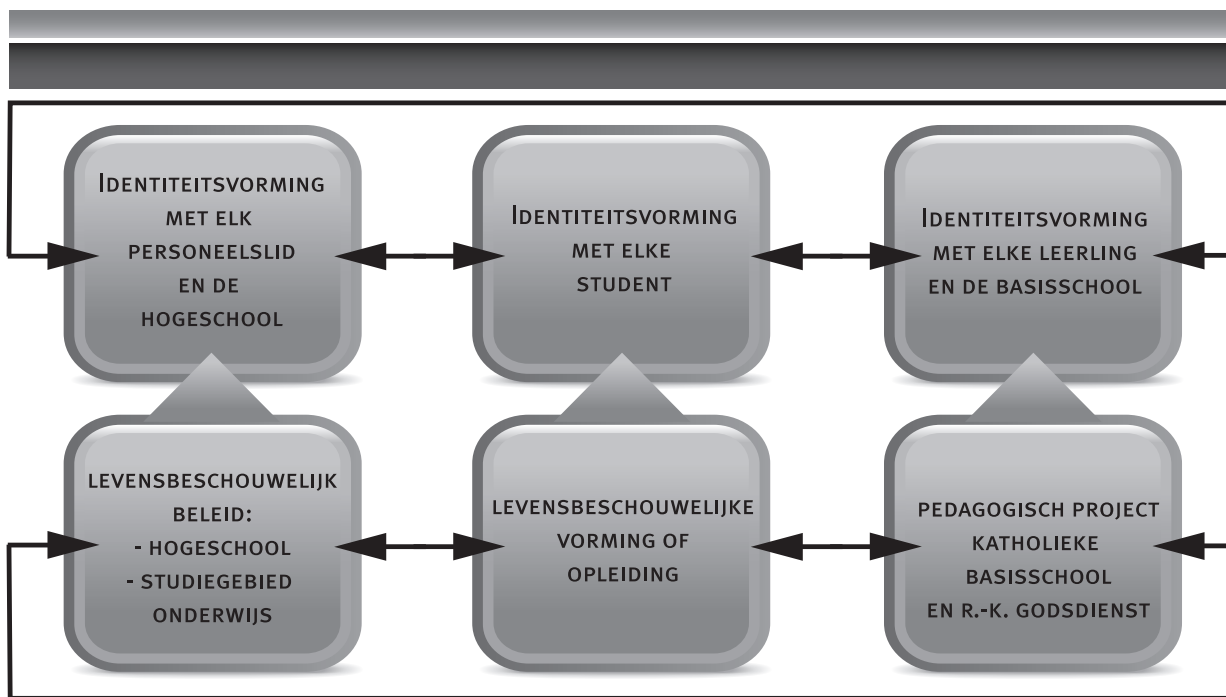 Identiteitsvorming
met elk
personeelslid
en de
hogeschool
Identiteitsvorming
met elke
student
Identiteitsvorming
met elke leerling
en de basisschool
levensbeschouwelijk
beleid:
- hogeschool
- studiegebied
onderwijs
levensbeschouwelijke
vorming of
opleiding
pedagogisch project
katholieke
basisschool
en r.-k. godsdienst